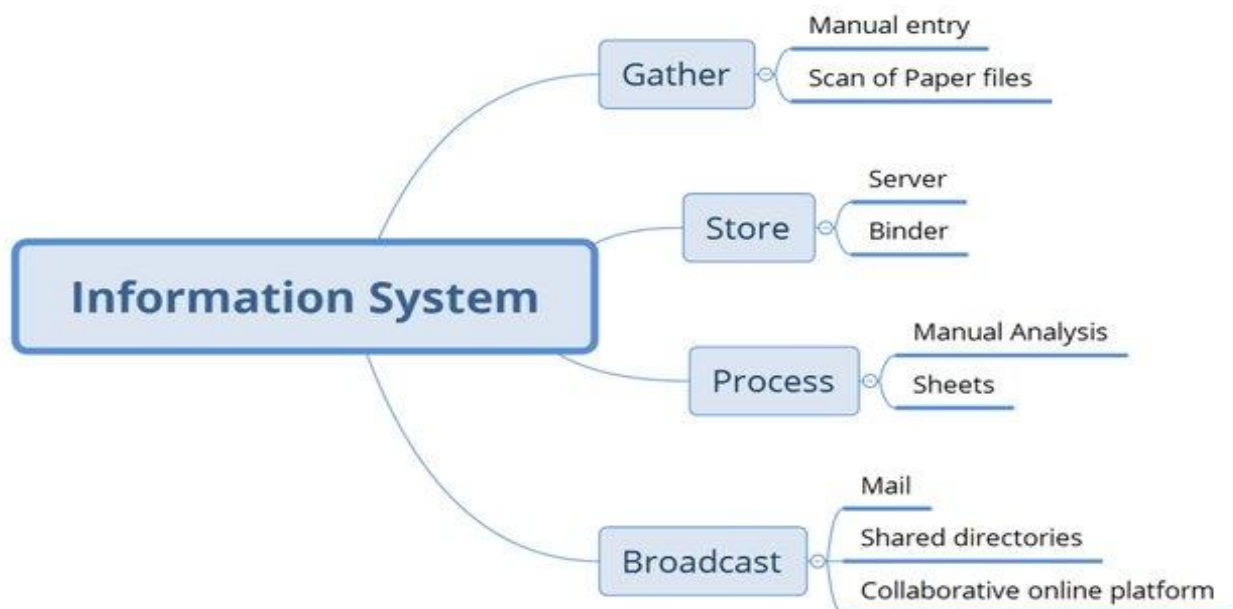 Information System
Gather
Manual entry
Scan of Paper files
Store
Server
Binder
Process
Manual Analysis
Sheets
Broadcast
Mail
Shared directories
Collaborative online platform